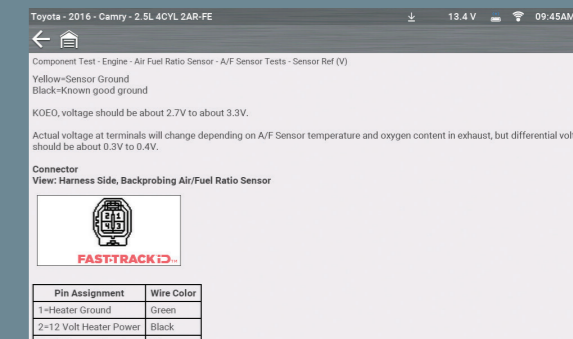 Toyota - 2016 - Camry - 2.5L 4CYL 2AR-FE 13.4 V 09:45AM
Component Test - Engine - Air Fuel Ratio Sensor - A/F Sensor Tests - Sensor Ref (V)
Yellow=Sensor Ground
Black=Known good ground
KOEO, voltage should be about 2.7V to about 3.3V.
Actual voltage at terminals will change depending on A/F Sensor temperature and oxygen content in exhaust, but differential volt
should be about 0.3V to 0.4V.
Connector
View: Harness Side, Backprobing Air/Fuel Ratio Sensor
2 1
4 3
FAST-TRACK iD™
Pin Assignment Wire Color
1=Heater Ground Green
2=12 Volt Heater Power Black